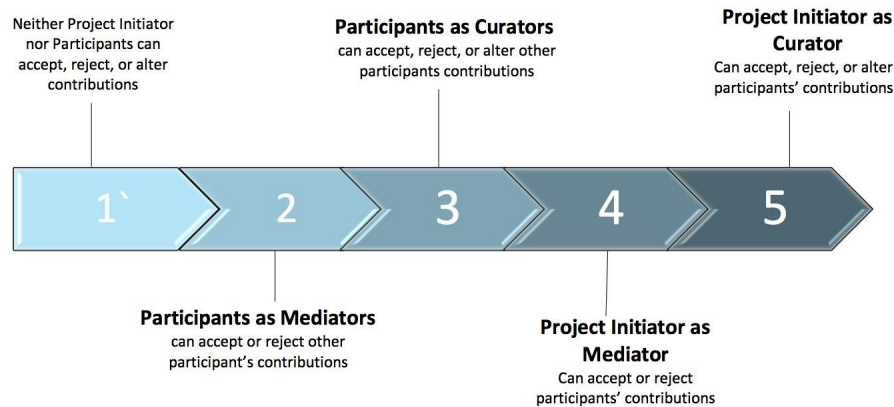 Neither Project Initiator
nor Participants can
accept, reject, or alter
contributions
Participants as Curators
can accept, reject, or alter other
participants contributions
Project Initiator as
Curator
Can accept, reject, or alter
participants’ contributions
1`
2
3
4
5
Participants as Mediators
can accept or reject other
participant’s contributions
Project Initiator as
Mediator
Can accept or reject
participants’ contributions